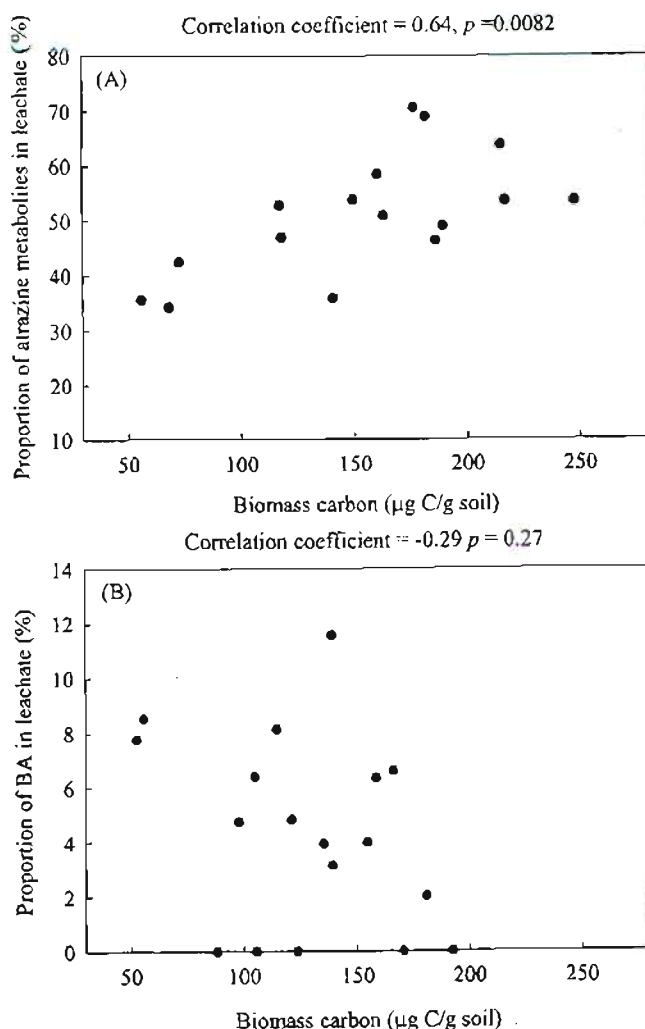 Correlation coefficient = 0.64, p =0.0082
Proportion of atrazine metabolites in leachate (%)
80
70
60
50
40
30
20
10
(A)
50 100 150 200 250
Biomass carbon (µg C/g soil)
Correlation coefficient = -0.29 p = 0.27
Proportion of BA in leachate (%)
14
12
10
8
6
4
2
0
(B)
50 100 150 200 250
Biomass carbon (µg C/g soil)